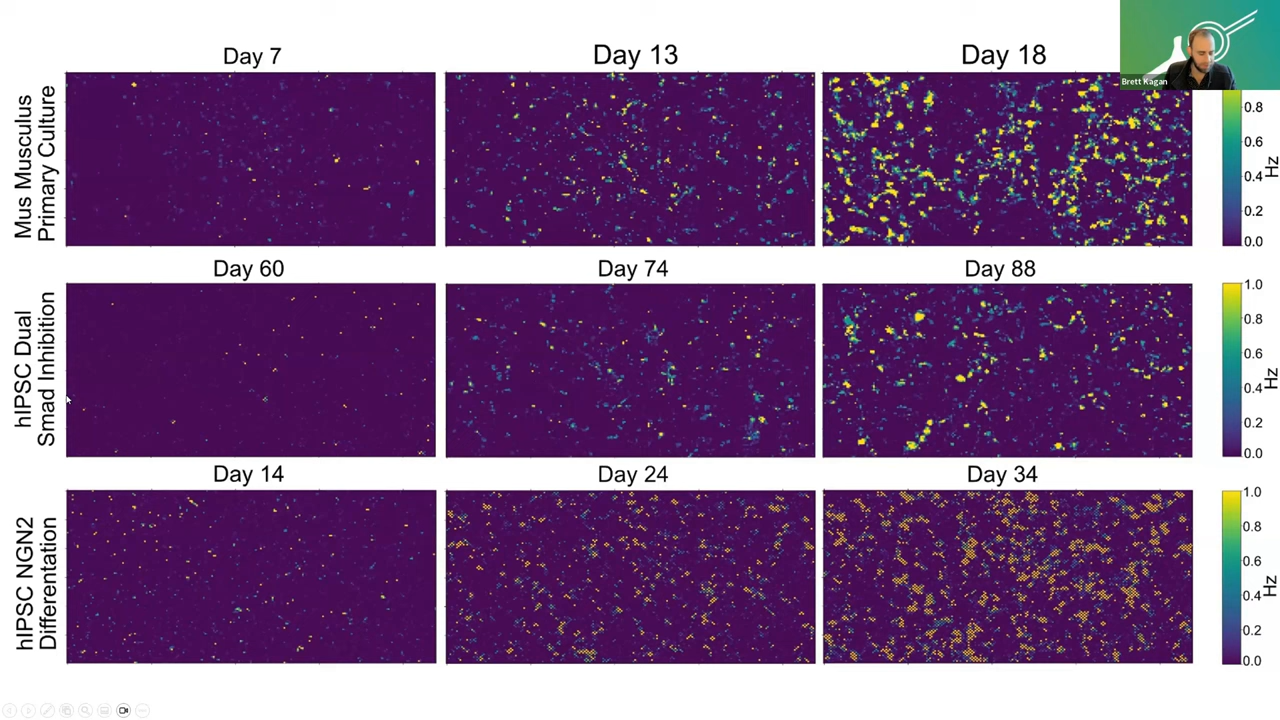 Day 7
Day 13
Day 18
Brett Kagan
Mus Musculus
Primary Culture
0.8
0.6
0.4
0.2
0.0
Hz
Day 60
Day 74
Day 88
hIPSC Dual
Smad Inhibition
1.0
0.8
0.6
0.4
0.2
0.0
Hz
Day 14
Day 24
Day 34
hIPSC NGN2
Differentation
1.0
0.8
0.6
0.4
0.2
0.0
Hz